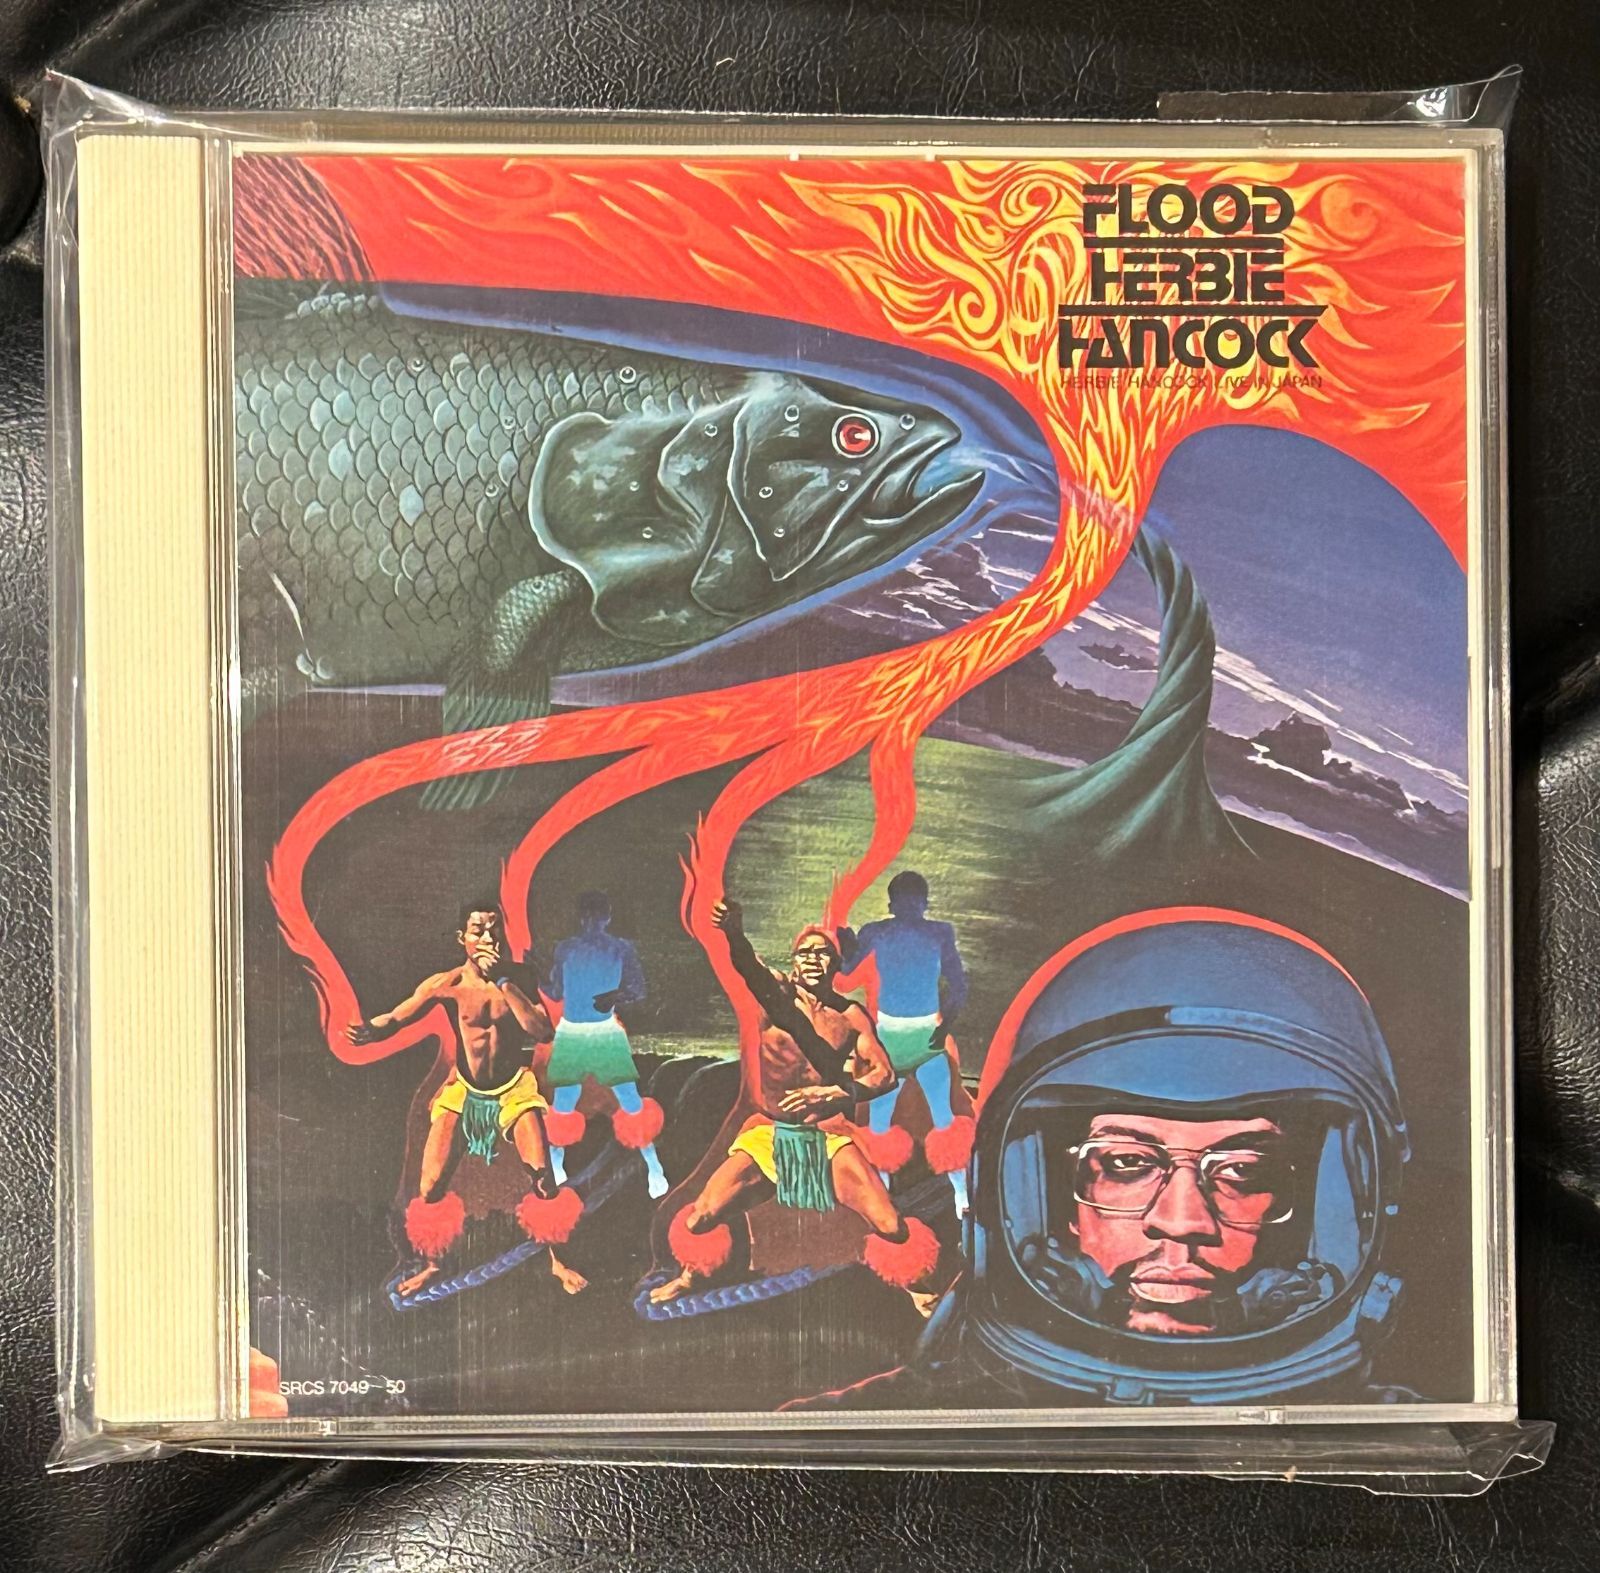 FLOOD
HERBIE
HANCOCK
HERBIE HANCOCK LIVE IN JAPAN
SRCS 7049-50